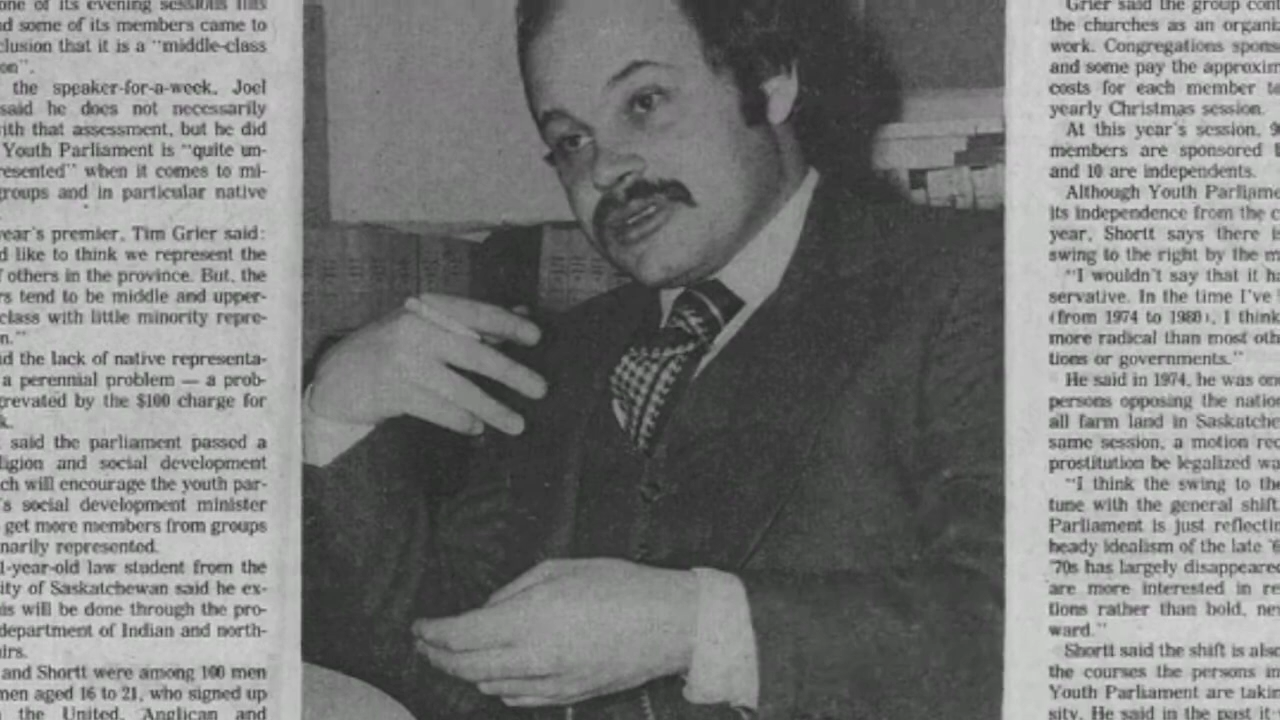 one of its evening sessions this
nd some of its members came to
clusion that it is a "middle-class
on".
the speaker-for-a-week, Joel
said he does not necessarily
ith that assessment, but he did
Youth Parliament is "quite un-
resented" when it comes to mi-
groups and in particular native
year's premier, Tim Grier said:
d like to think we represent the
f others in the province. But, the
rs tend to be middle and upper-
class with little minority repre-
n."
id the lack of native representa-
a perennial problem — a prob-
grevated by the $100 charge for
k.
said the parliament passed a
ligion and social development
ch will encourage the youth par-
's social development minister
get more members from groups
narily represented.
1-year-old law student from the
ity of Saskatchewan said he ex-
is will be done through the pro-
department of Indian and north-
airs.
and Shortt were among 100 men
men aged 16 to 21, who signed up
the United, Anglican and
Grier said the group cont
the churches as an organiz
work. Congregations spons
and some pay the approxim
costs for each member ta
yearly Christmas session.
At this year's session, 9
members are sponsored b
and 10 are independents.
Although Youth Parliame
its independence from the c
year, Shortt says there is
swing to the right by the m
"I wouldn't say that it ha
servative. In the time I've
(from 1974 to 1980), I think
more radical than most oth
tions or governments."
He said in 1974, he was on
persons opposing the natio
all farm land in Saskatche
same session, a motion rec
prostitution be legalized wa
"I think the swing to the
tune with the general shift
Parliament is just reflectin
heady idealism of the late '6
'70s has largely disappeared
are more interested in re
tions rather than bold, ne
ward."
Shortt said the shift is also
the courses the persons in
Youth Parliament are takin
sity. He said in the past it